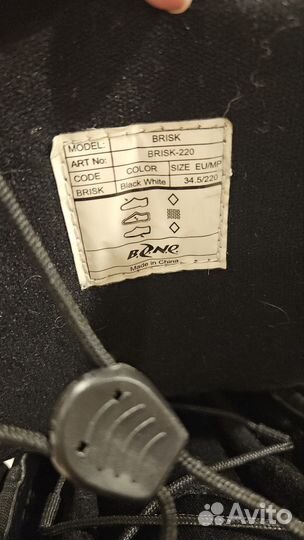 MODEL: BRISK
ART No: BRISK-220
CODE COLOR SIZE EU/MP
BRISK Black White 34.5/220
B.ONE
Made in China
Avito